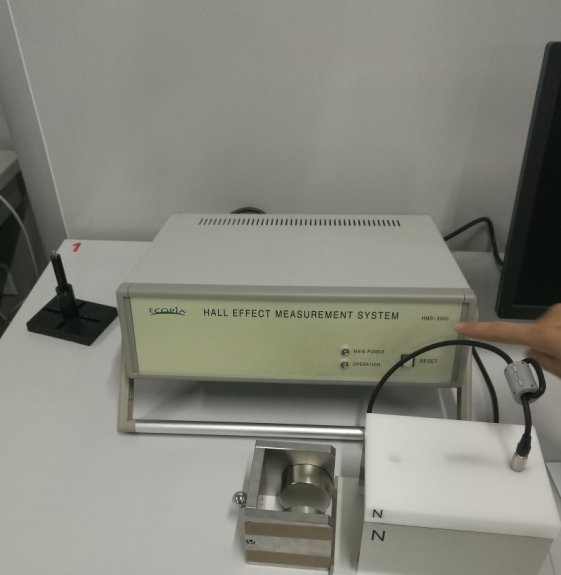 1
ECOPIA
HALL EFFECT MEASUREMENT SYSTEM
HMS-3000
MAIN POWER
OPERATION
RESET
N
N